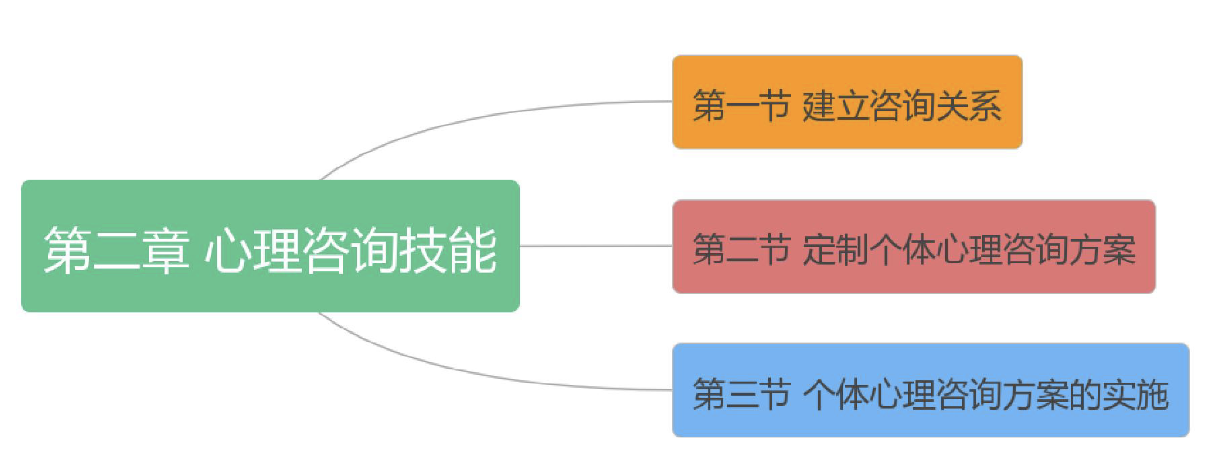 第一节 建立咨询关系
第二章 心理咨询技能
第二节 定制个体心理咨询方案
第三节 个体心理咨询方案的实施